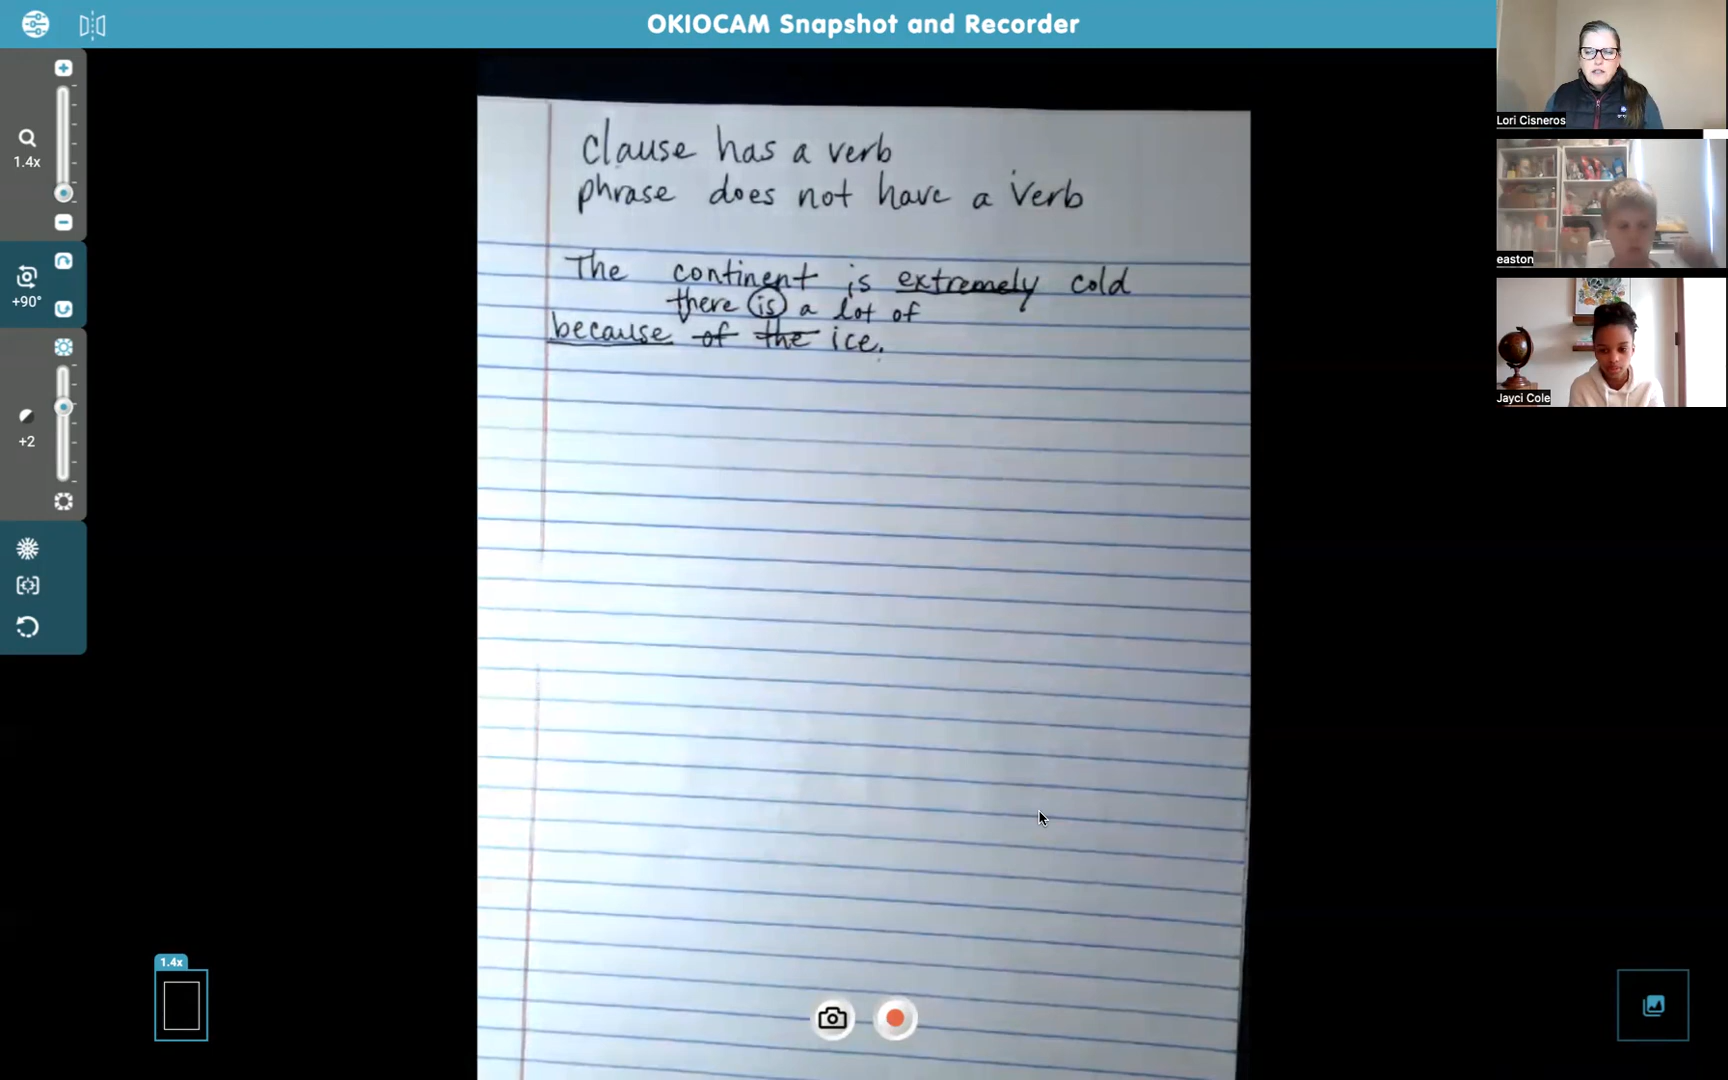 OKIOCAM Snapshot and Recorder
1.4x
+90°
+2
clause has a verb
phrase does not have a verb
The continent is extremely cold
there is a lot of
because of the ice.
Lori Cisneros
easton
Jayci Cole
1.4x